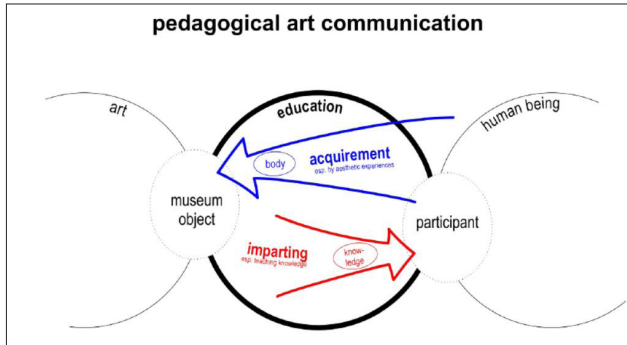 pedagogical art communication
art
education
human being
body
acquirement
esp. by aesthetic experiences
museum
object
participant
imparting
esp. teaching knowledge
know-
ledge